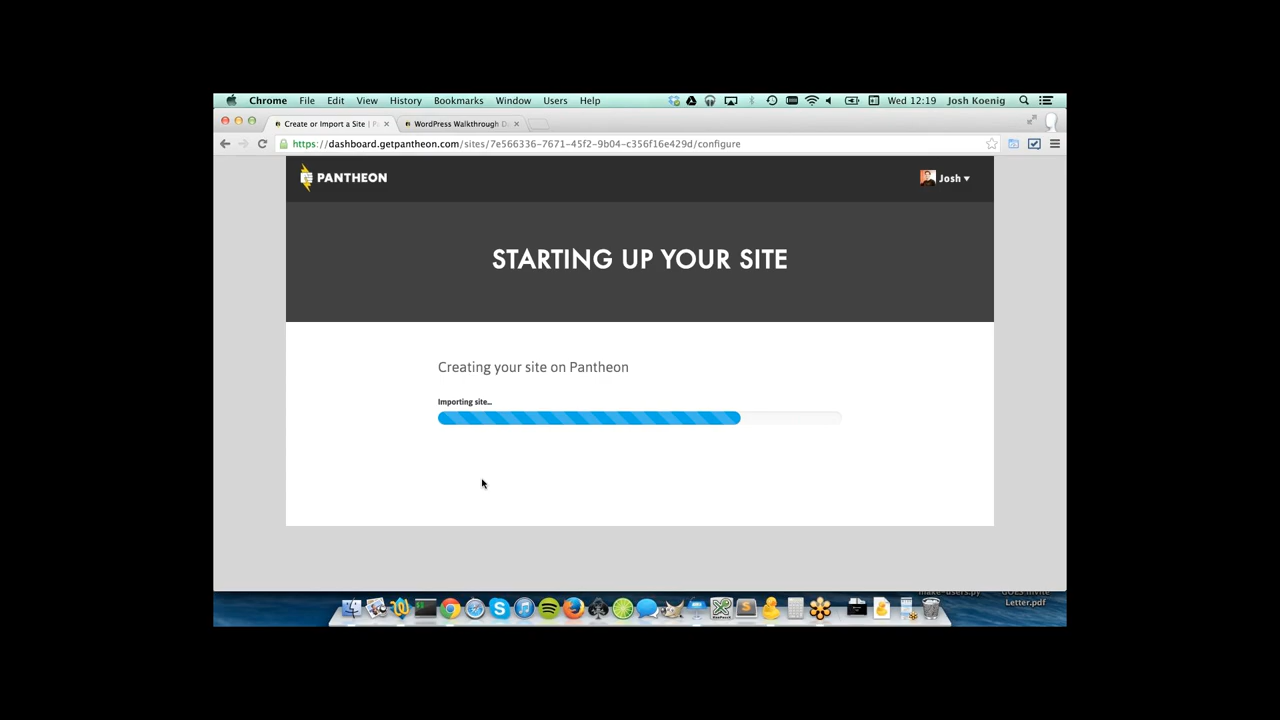 Chrome File Edit View History Bookmarks Window Users Help Wed 12:19 Josh Koenig
Create or Import a Site | P
WordPress Walkthrough D
https://dashboard.getpantheon.com/sites/7e566336-7671-45f2-9b04-c356f16e429d/configure
PANTHEON
Josh
STARTING UP YOUR SITE
Creating your site on Pantheon
Importing site...
Letter.pdf